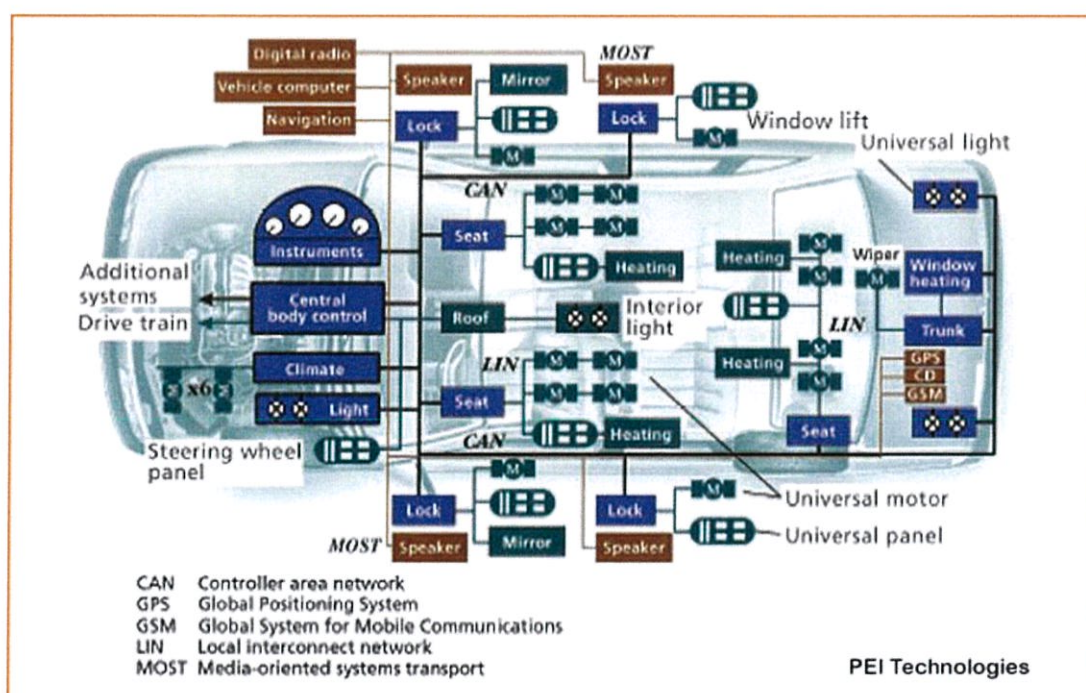 Digital radio
MOST
Speaker
Mirror
Speaker
Vehicle computer
Navigation
Lock
Lock
Window lift
M
M
Universal light
CAN
M
M
Instruments
Seat
M
M
Heating
Heating
M
M
Wiper
M
Window
heating
Additional
systems
Drive train
Central
body control
Roof
Interior
light
LIN
Trunk
Climate
LIN
M
M
Heating
M
GPS
CD
GSM
x6
Light
Seat
M
M
M
CAN
Heating
Seat
Steering wheel
panel
Lock
M
Lock
M
Universal motor
MOST
Speaker
Mirror
Speaker
Universal panel
CAN Controller area network
GPS Global Positioning System
GSM Global System for Mobile Communications
LIN Local interconnect network
MOST Media-oriented systems transport
PEI Technologies